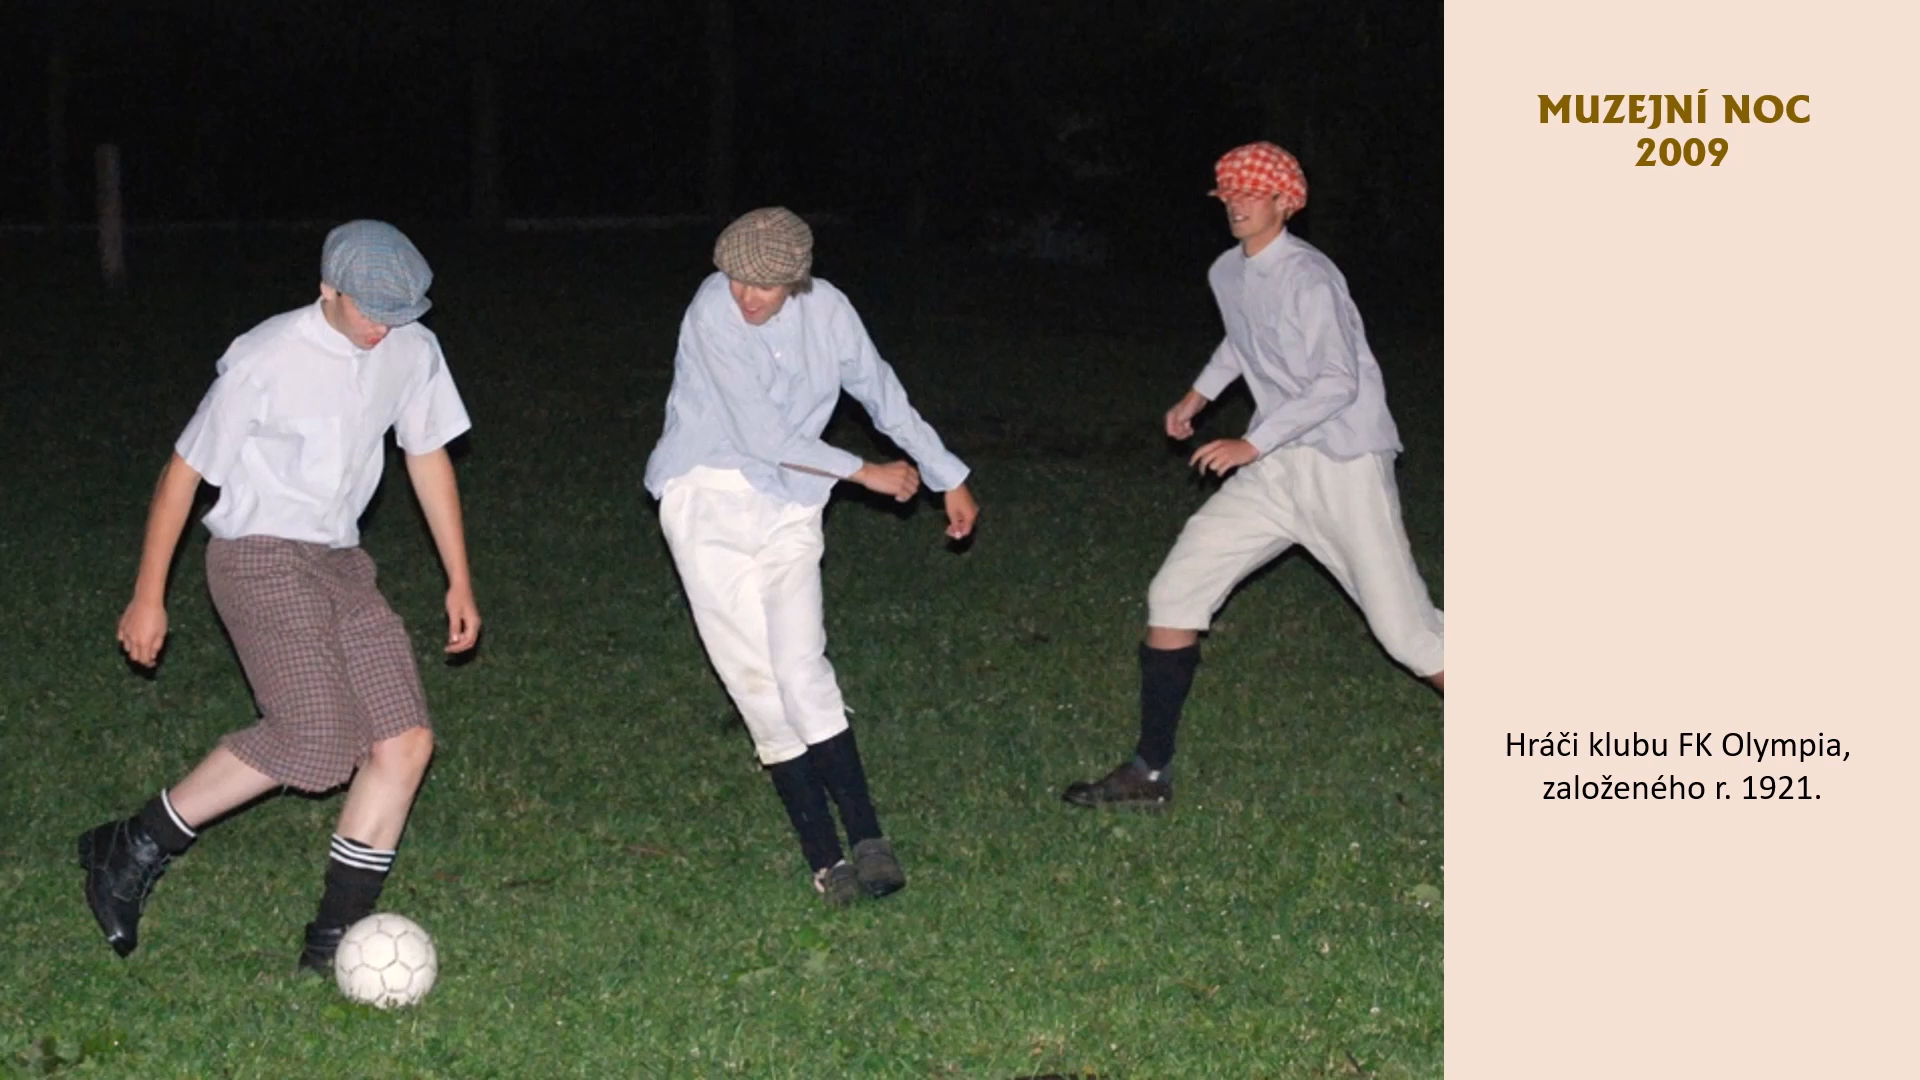 MUZEJNÍ NOC
2009
Hráči klubu FK Olympia,
založeného r. 1921.